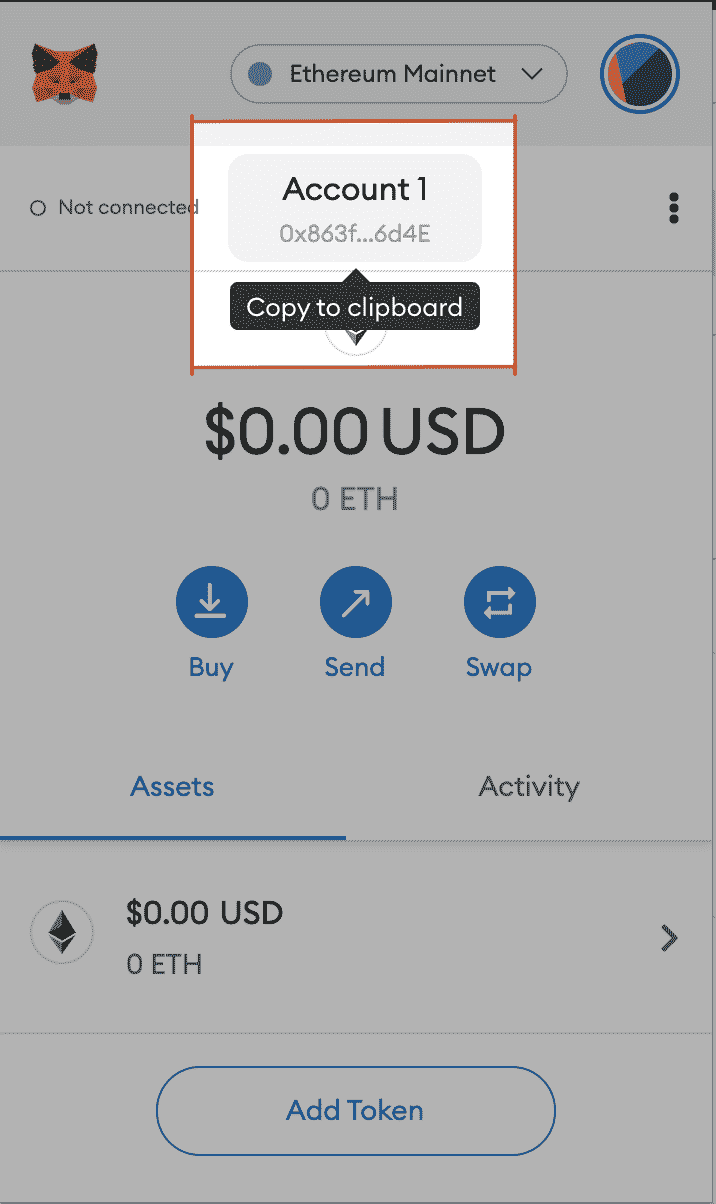 Ethereum Mainnet
Not connected
Account 1
0x863f...6d4E
Copy to clipboard
$0.00 USD
0 ETH
Buy
Send
Swap
Assets
Activity
$0.00 USD
0 ETH
Add Token